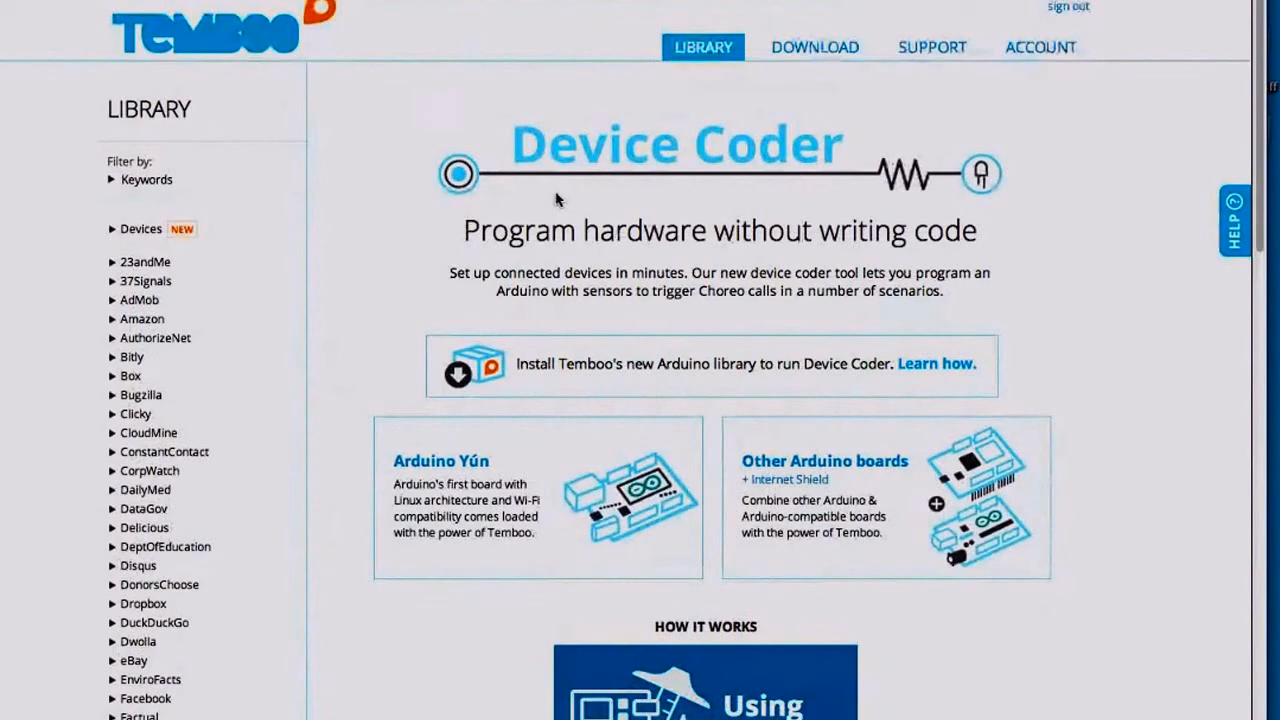 TEMBOO
sign out
LIBRARY
DOWNLOAD
SUPPORT
ACCOUNT
LIBRARY
Filter by:
Keywords
Devices NEW
23andMe
37Signals
AdMob
Amazon
AuthorizeNet
Bitly
Box
Bugzilla
Clicky
CloudMine
ConstantContact
CorpWatch
DailyMed
DataGov
Delicious
DeptOfEducation
Disqus
DonorsChoose
Dropbox
DuckDuckGo
Dwolla
eBay
EnviroFacts
Facebook
Factual
Device Coder
Program hardware without writing code
Set up connected devices in minutes. Our new device coder tool lets you program an
Arduino with sensors to trigger Choreo calls in a number of scenarios.
Install Temboo's new Arduino library to run Device Coder. Learn how.
Arduino Yún
Arduino's first board with
Linux architecture and Wi-Fi
compatibility comes loaded
with the power of Temboo.
Other Arduino boards
+ Internet Shield
Combine other Arduino &
Arduino-compatible boards
with the power of Temboo.
HOW IT WORKS
Using
HELP ?